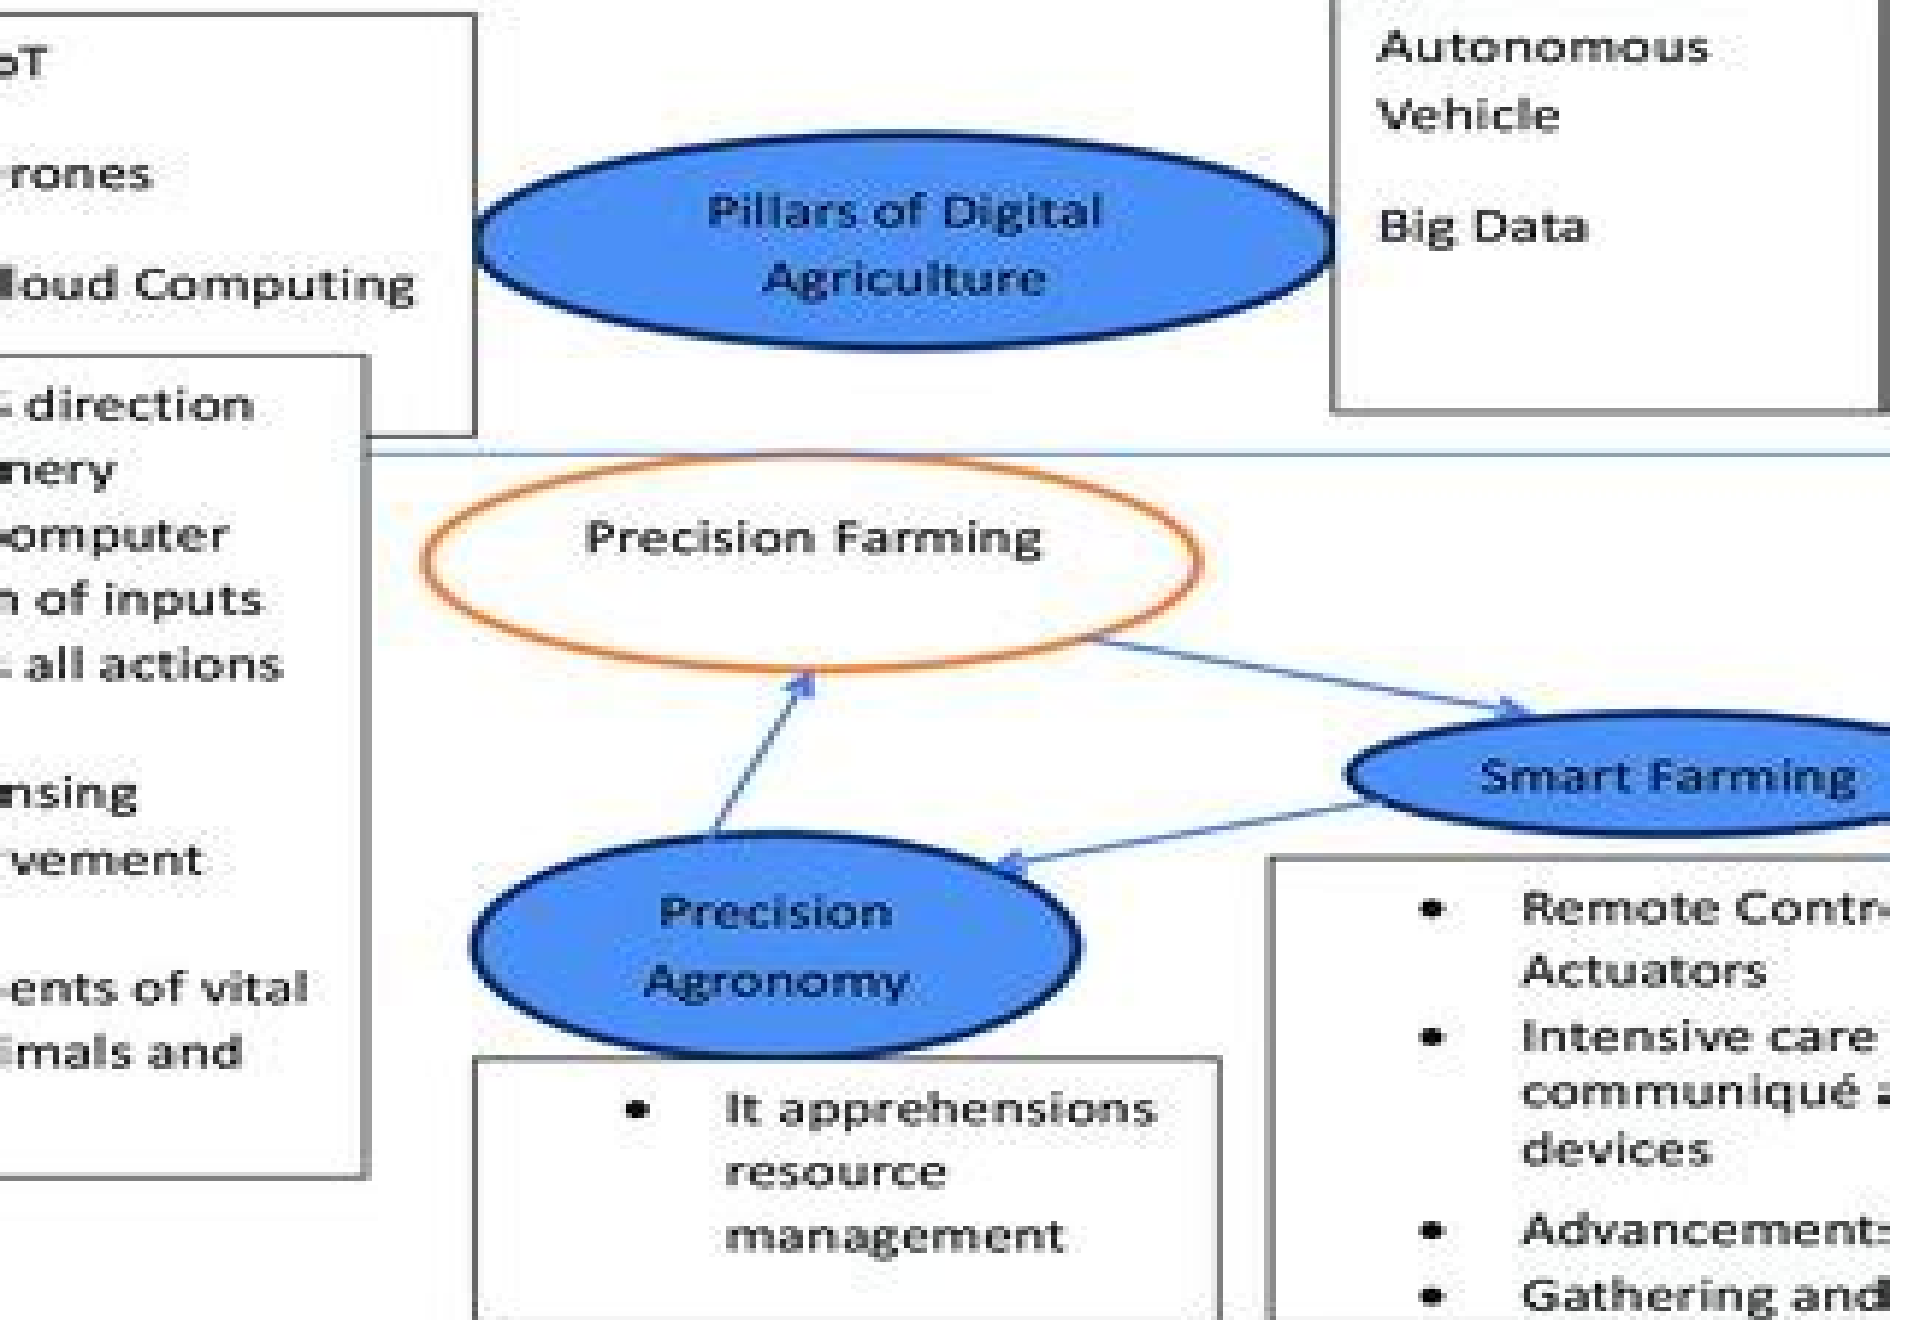 oT
rones
loud Computing
Pillars of Digital
Agriculture
Autonomous
Vehicle
Big Data
direction
nery
omputer
n of inputs
all actions
nsing
vement
ents of vital
imals and
Precision Farming
Smart Farming
Precision
Agronomy
• It apprehensions
resource
management
• Remote Contr
Actuators
• Intensive care
communiqué
devices
• Advancements
• Gathering and